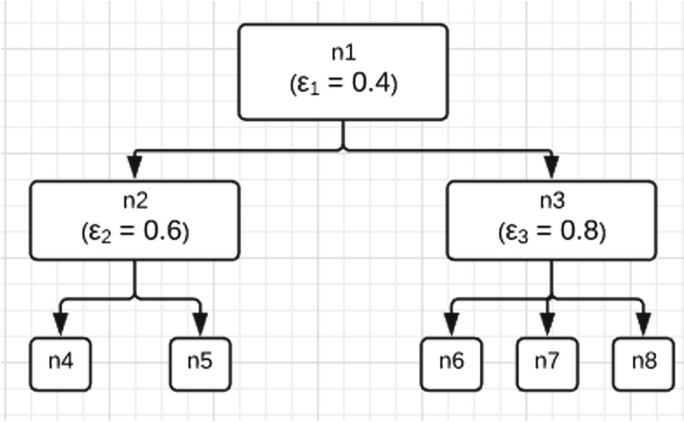 n1
(ε₁ = 0.4)
n2
(ε₂ = 0.6)
n3
(ε₃ = 0.8)
n4
n5
n6
n7
n8